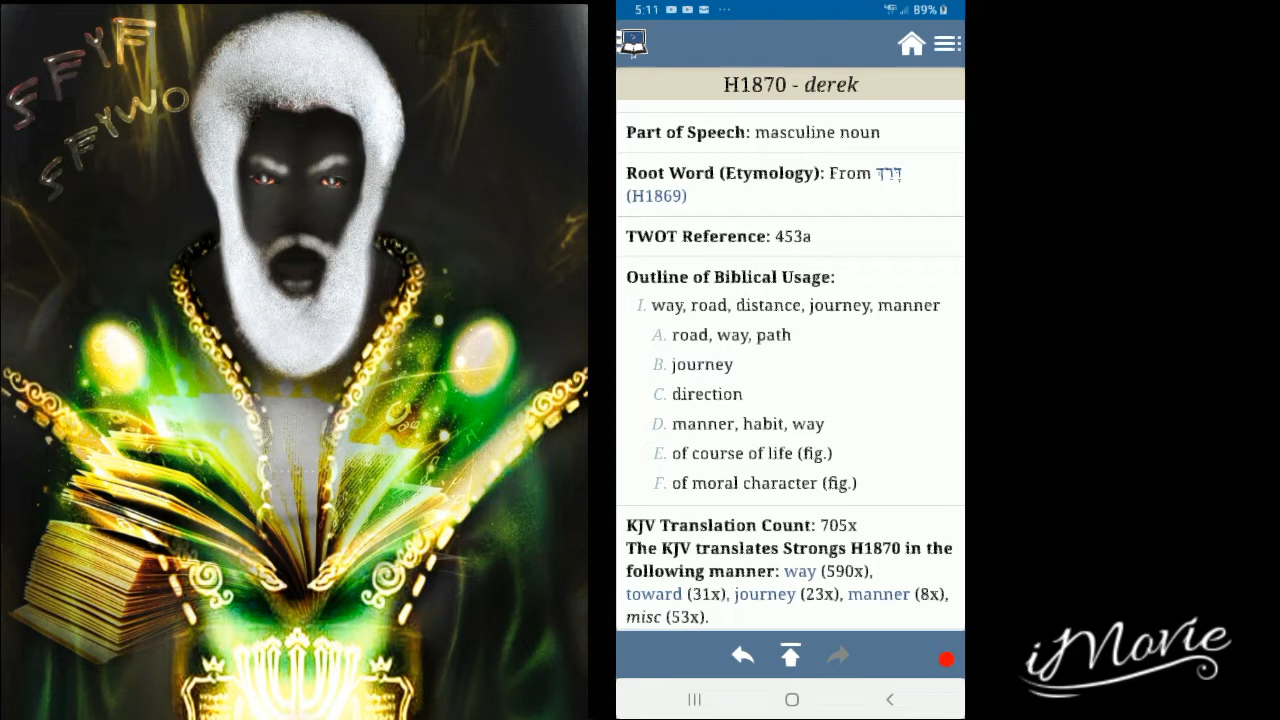 SFYF
SFYWO
5:11
89%
H1870 - derek
Part of Speech: masculine noun
Root Word (Etymology): From דָּרַךְ
(H1869)
TWOT Reference: 453a
Outline of Biblical Usage:
I. way, road, distance, journey, manner
A. road, way, path
B. journey
C. direction
D. manner, habit, way
E. of course of life (fig.)
F. of moral character (fig.)
KJV Translation Count: 705x
The KJV translates Strongs H1870 in the
following manner: way (590x),
toward (31x), journey (23x), manner (8x),
misc (53x).
iMovie